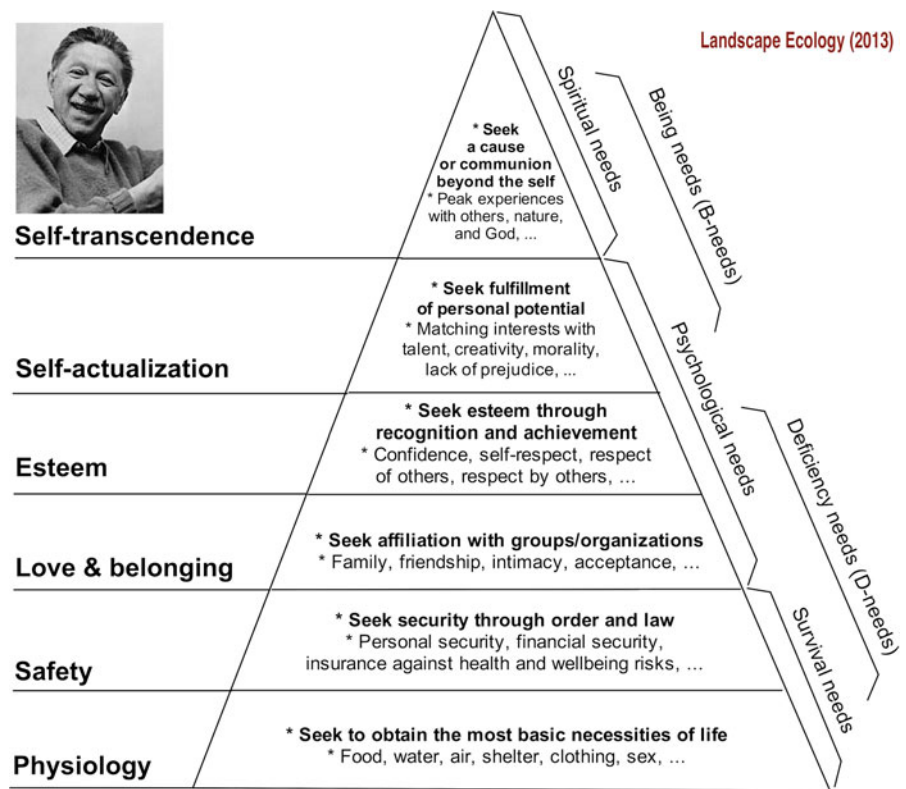 Landscape Ecology (2013)
Spiritual needs
Being needs (B-needs)
* Seek
a cause
or communion
beyond the self
* Peak experiences
with others, nature,
and God, ...
Self-transcendence
* Seek fulfillment
of personal potential
* Matching interests with
talent, creativity, morality,
lack of prejudice, ...
Self-actualization
Psychological needs
* Seek esteem through
recognition and achievement
* Confidence, self-respect, respect
of others, respect by others, ...
Esteem
Deficiency needs (D-needs)
* Seek affiliation with groups/organizations
* Family, friendship, intimacy, acceptance, ...
Love & belonging
* Seek security through order and law
* Personal security, financial security,
insurance against health and wellbeing risks, ...
Safety
Survival needs
* Seek to obtain the most basic necessities of life
* Food, water, air, shelter, clothing, sex, ...
Physiology